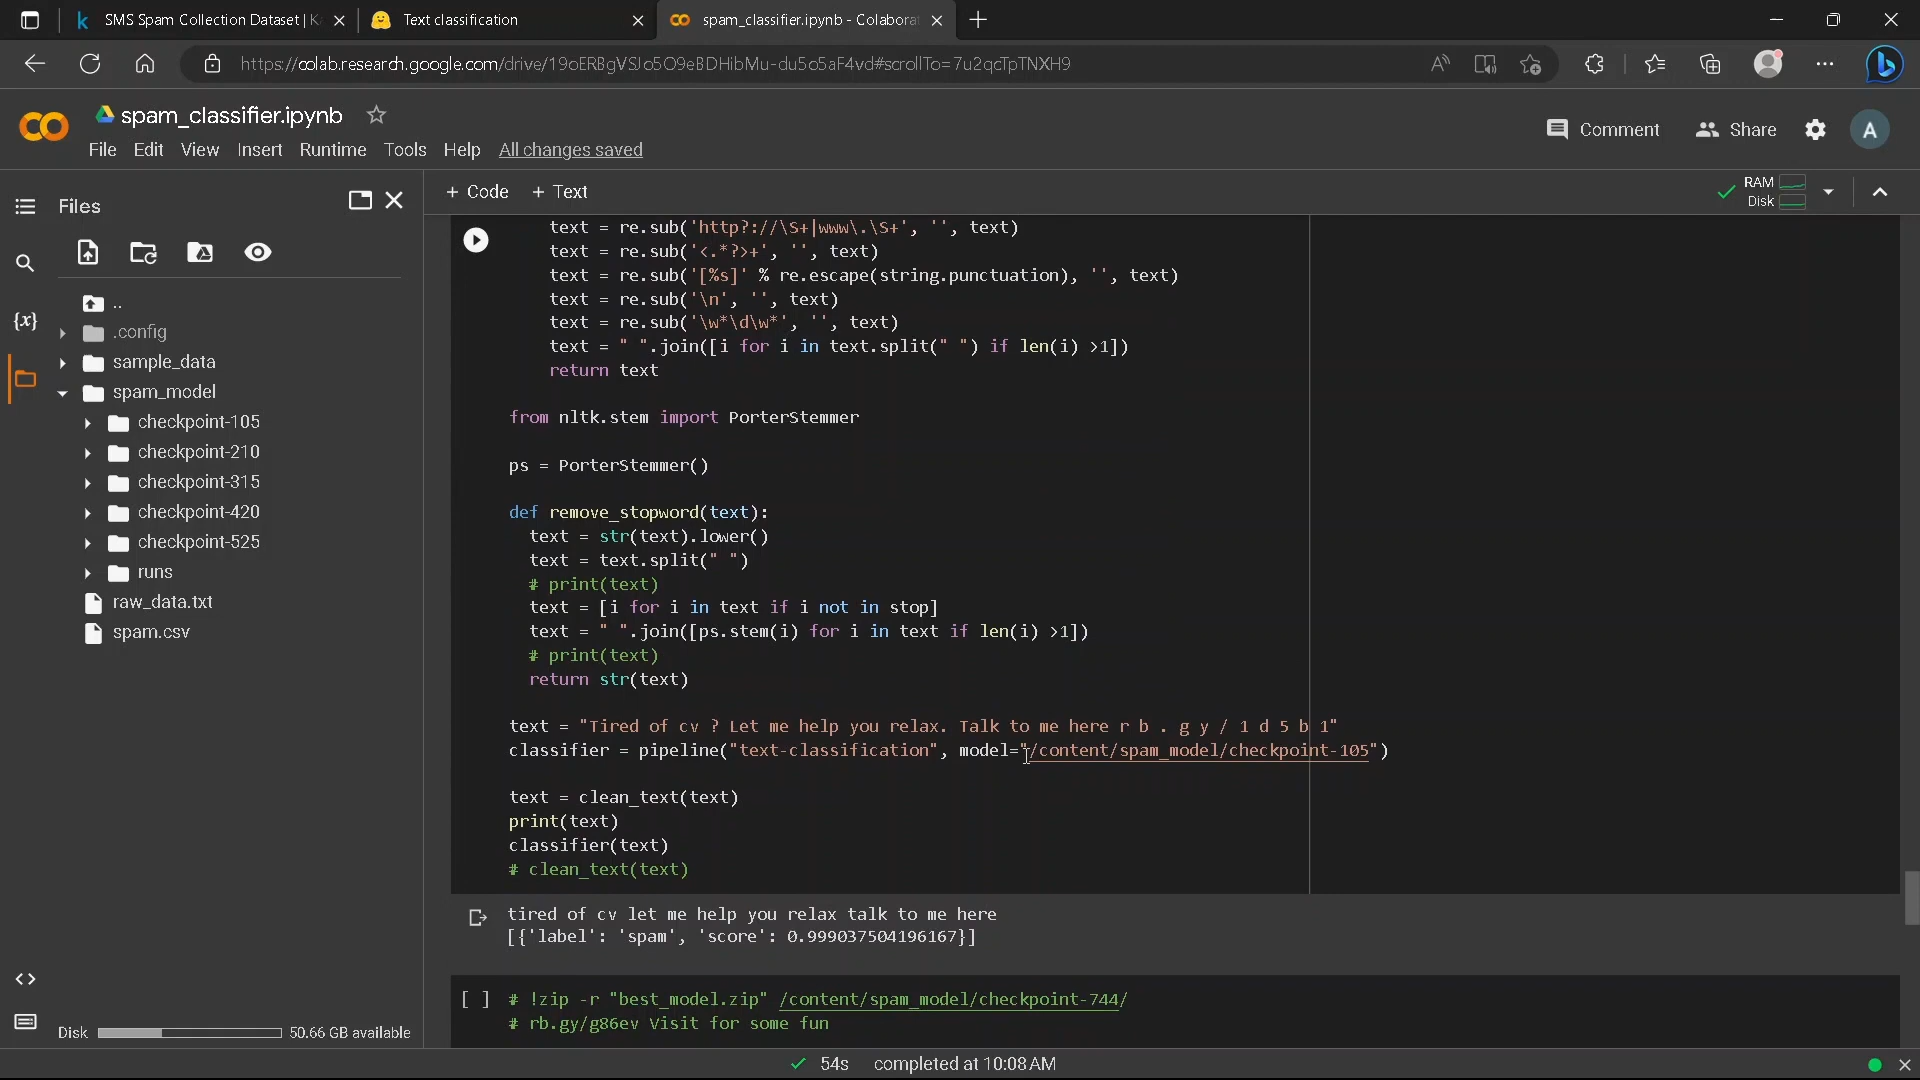 SMS Spam Collection Dataset | K
Text classification
spam_classifier.ipynb - Colabora
https://colab.research.google.com/drive/19oERBgVSJo5O9eBDHibMu-du5o5aF4vd#scrollTo=7u2qcTpTNXH9
spam_classifier.ipynb
File Edit View Insert Runtime Tools Help All changes saved
Comment Share A
Files
+ Code + Text
RAM
Disk
..
.config
sample_data
spam_model
checkpoint-105
checkpoint-210
checkpoint-315
checkpoint-420
checkpoint-525
runs
raw_data.txt
spam.csv
Disk 50.66 GB available
text = re.sub('http?://\S+|www\.\S+', '', text)
text = re.sub('<.*?>+', '', text)
text = re.sub('[%s]' % re.escape(string.punctuation), '', text)
text = re.sub('\n', '', text)
text = re.sub('\w*\d\w*', '', text)
text = " ".join([i for i in text.split(" ") if len(i) >1])
return text
from nltk.stem import PorterStemmer
ps = PorterStemmer()
def remove_stopword(text):
text = str(text).lower()
text = text.split(" ")
# print(text)
text = [i for i in text if i not in stop]
text = " ".join([ps.stem(i) for i in text if len(i) >1])
# print(text)
return str(text)
text = "Tired of cv ? Let me help you relax. Talk to me here r b . g y / 1 d 5 b 1"
classifier = pipeline("text-classification", model="/content/spam_model/checkpoint-105")
text = clean_text(text)
print(text)
classifier(text)
# clean_text(text)
tired of cv let me help you relax talk to me here
[{'label': 'spam', 'score': 0.999037504196167}]
[ ] # !zip -r "best_model.zip" /content/spam_model/checkpoint-744/
# rb.gy/g86ev Visit for some fun
54s completed at 10:08 AM